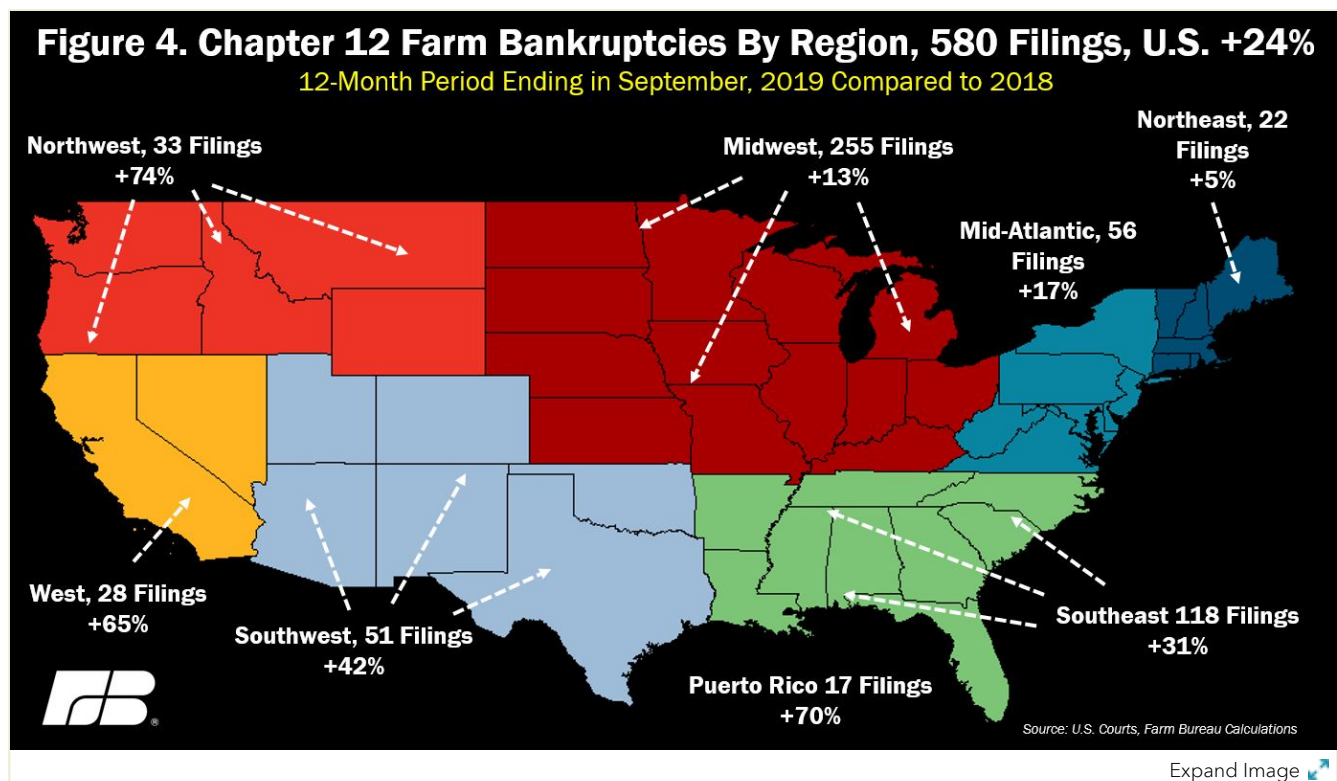 Figure 4. Chapter 12 Farm Bankruptcies By Region, 580 Filings, U.S. +24%
12-Month Period Ending in September, 2019 Compared to 2018
Northwest, 33 Filings
+74%
Midwest, 255 Filings
+13%
Northeast, 22
Filings
+5%
Mid-Atlantic, 56
Filings
+17%
West, 28 Filings
+65%
Southwest, 51 Filings
+42%
Southeast 118 Filings
+31%
Puerto Rico 17 Filings
+70%
FB®
Source: U.S. Courts, Farm Bureau Calculations
Expand Image